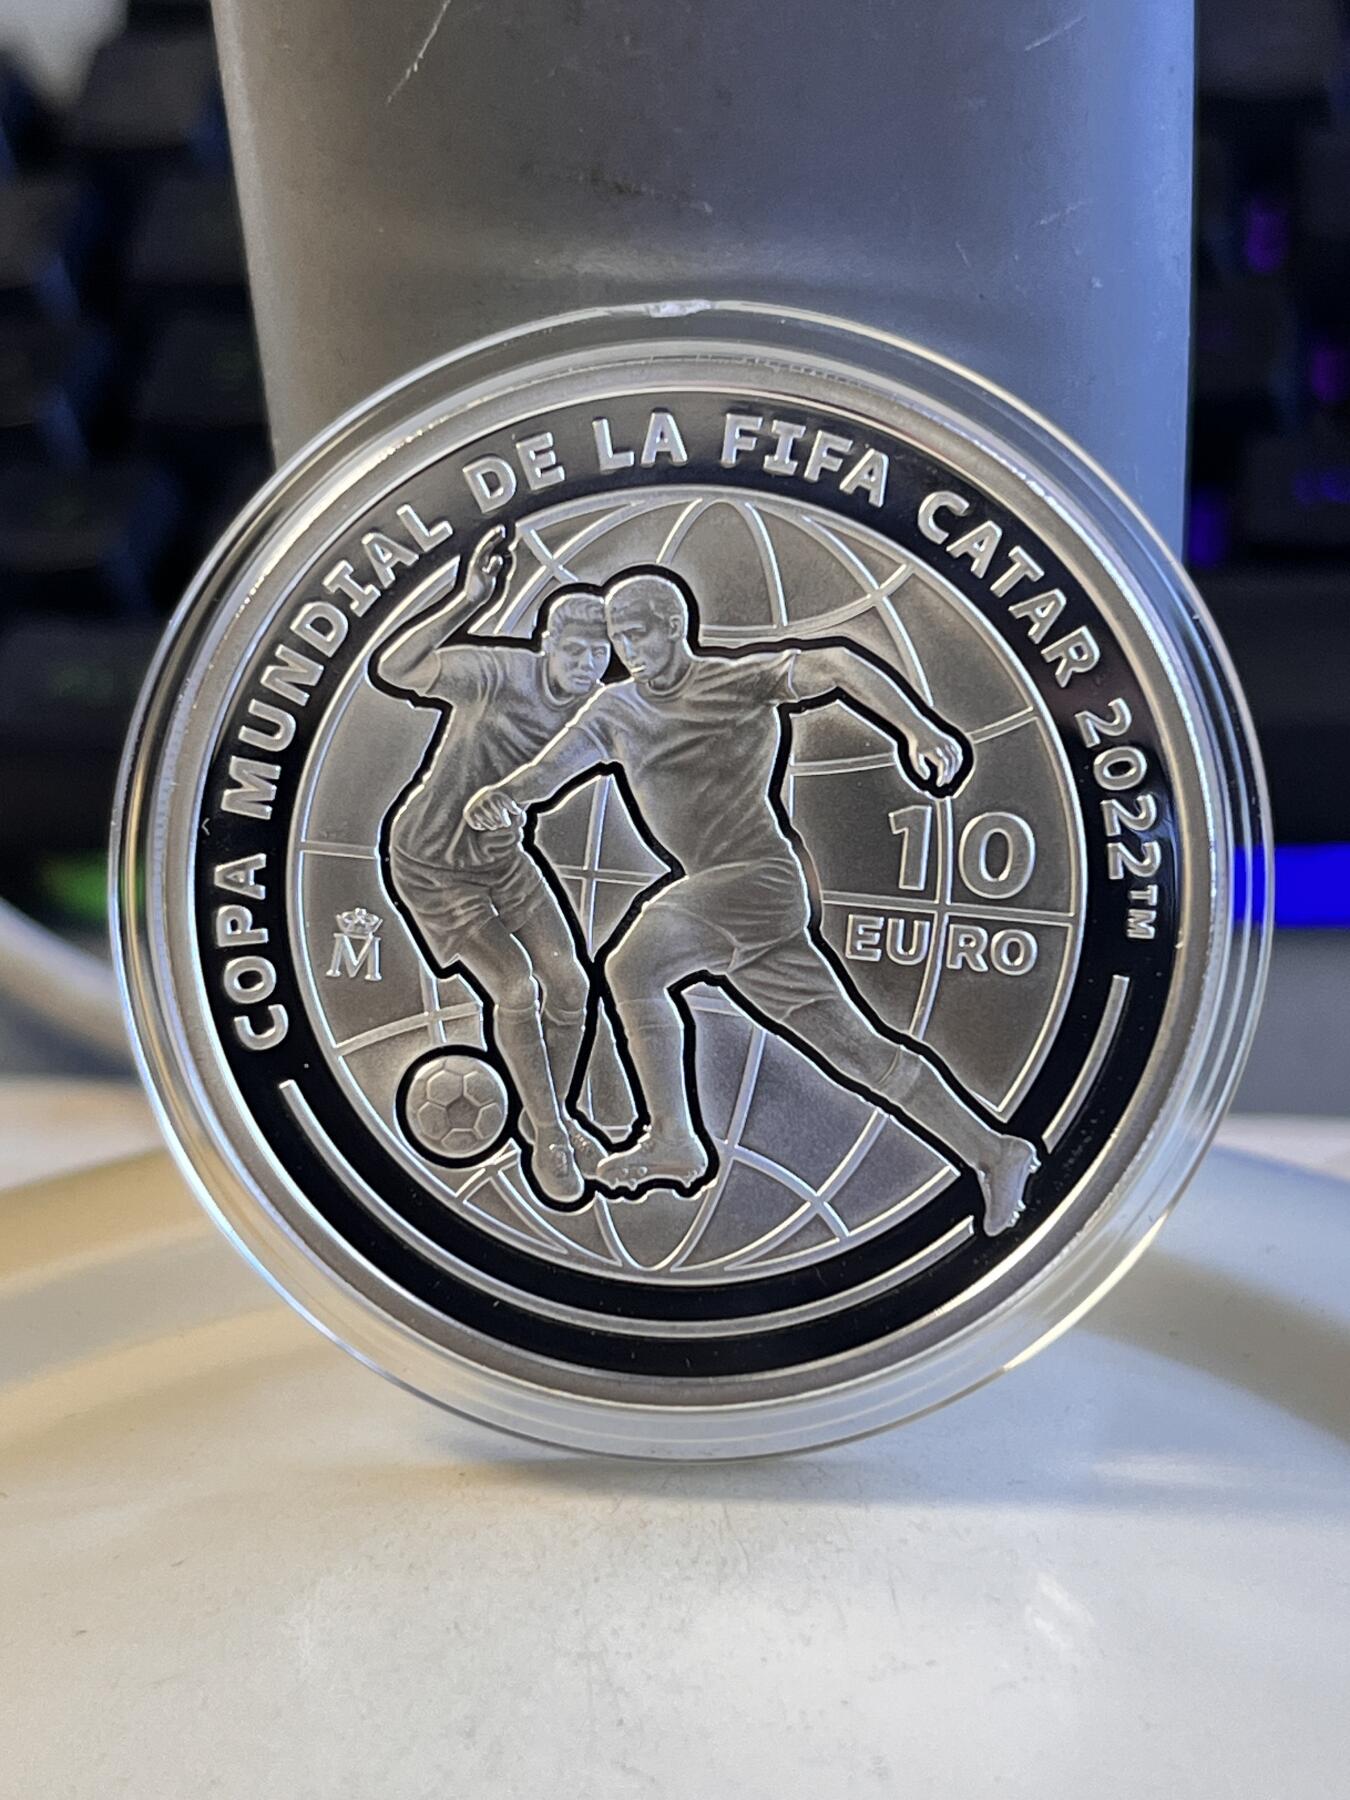 COPA MUNDIAL DE LA FIFA CATAR 2022™
10
EURO
M